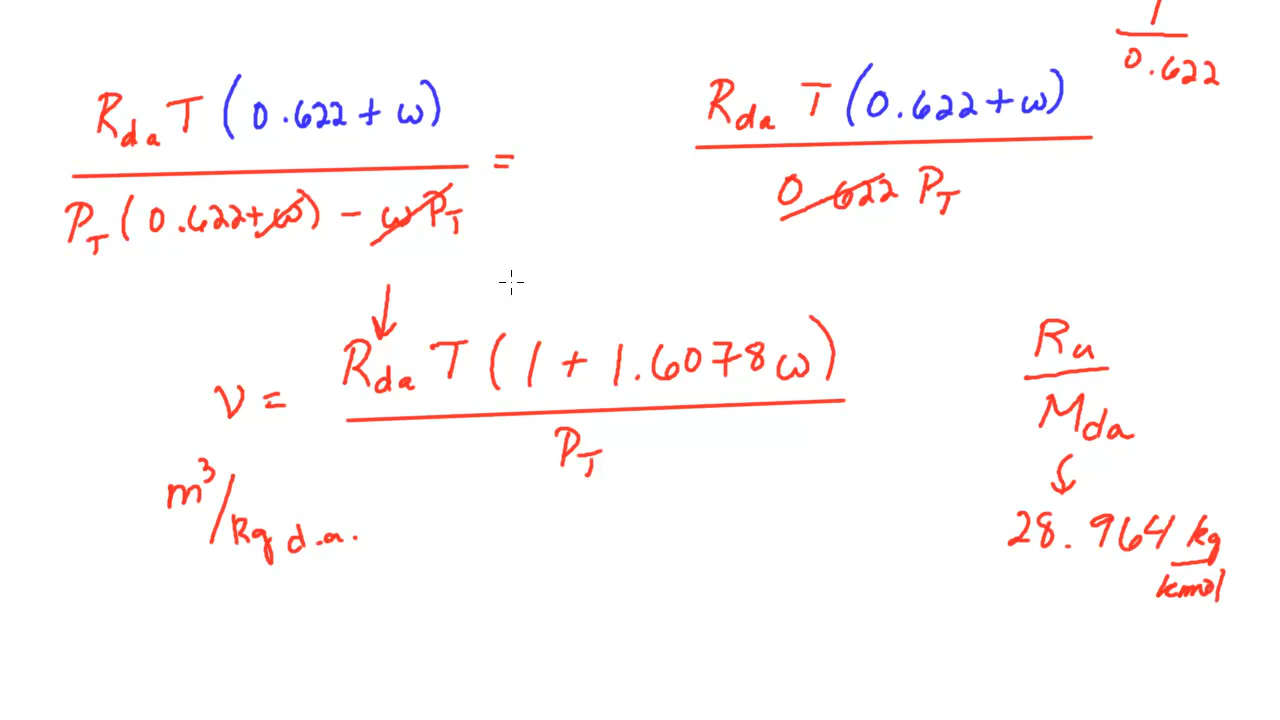 1 / 0.622
R_da T (0.622 + ω) / P_T (0.622 + ω) - ω P_T =
R_da T (0.622 + ω) / 0.622 P_T
ν = R_da T (1 + 1.6078 ω) / P_T
m³/kg d.a.
R_u / M_da
28.964 kg/kmol